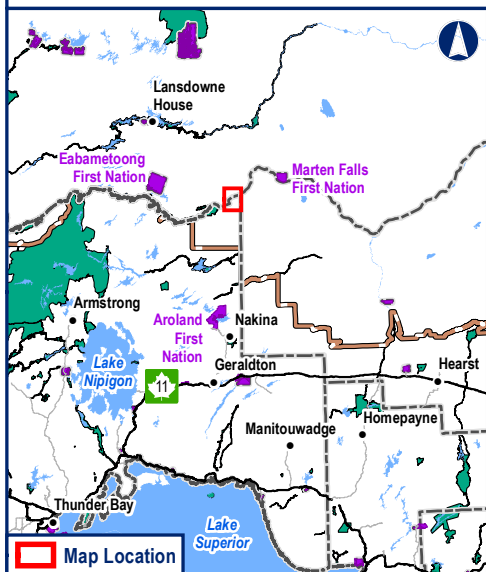 Lansdowne
House
Eabametoong
First Nation
Marten Falls
First Nation
Armstrong
Aroland
First
Nation
Nakina
Lake
Nipigon
11
Geraldton
Hearst
Manitouwadge
Homepayne
Thunder Bay
Lake
Superior
Map Location